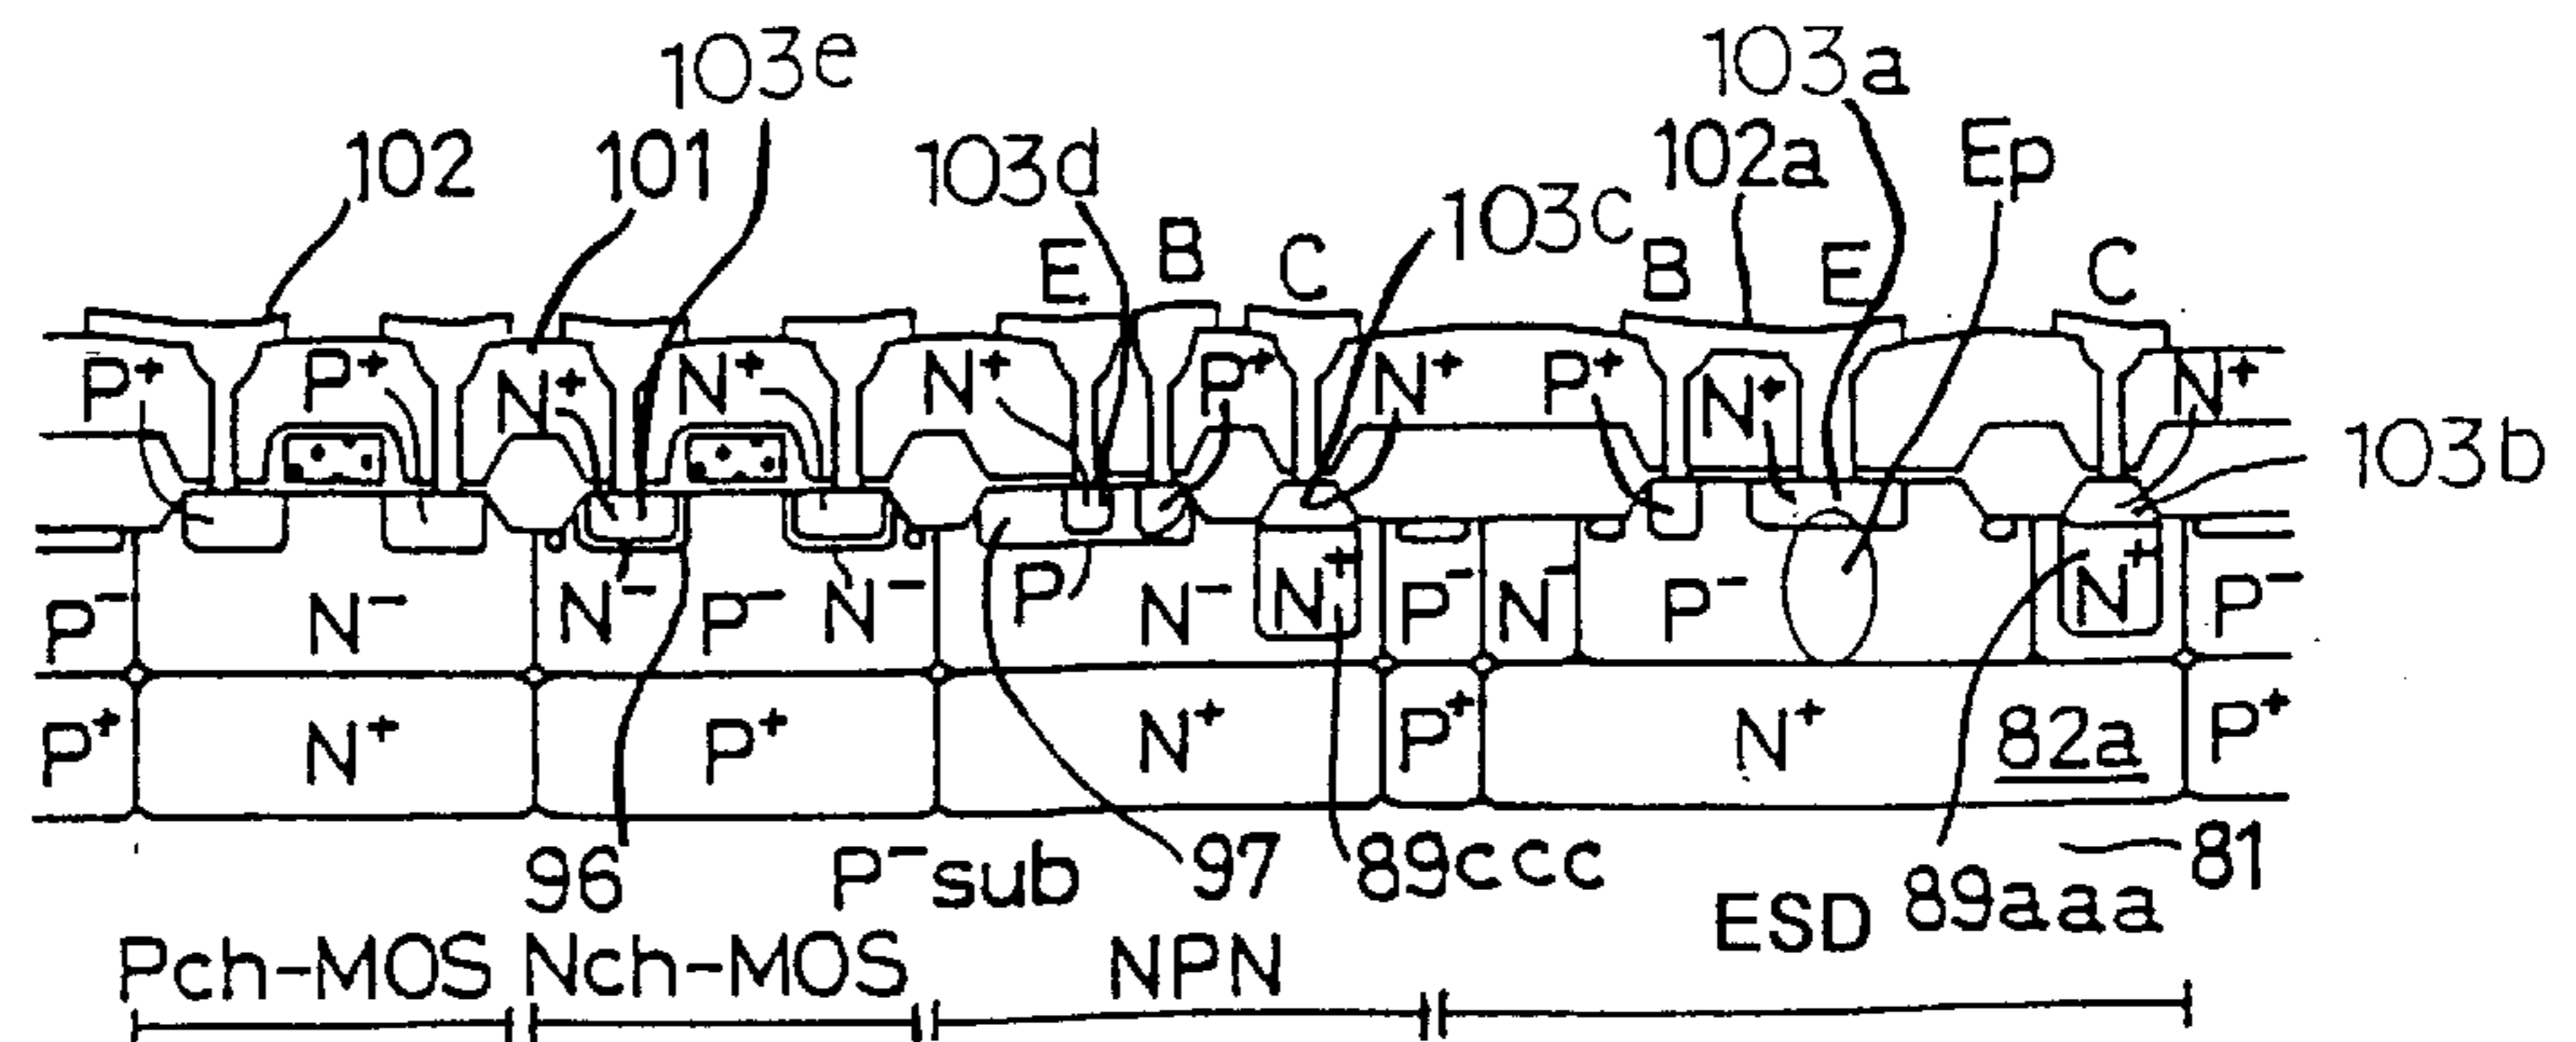 103e 103a
102 101 103d 102a Ep
E B C 103c B E C
P+ P+ N+ N+ N+ P+ N+ P+ N+ N+
103b
P- N- N- P- N- P N- N+ P- N- P- N+ P-
P+ N+ P+ N+ P+ N+ 82a P+
96 P-sub 97 89ccc 89aaa 81
ESD
Pch-MOS Nch-MOS NPN